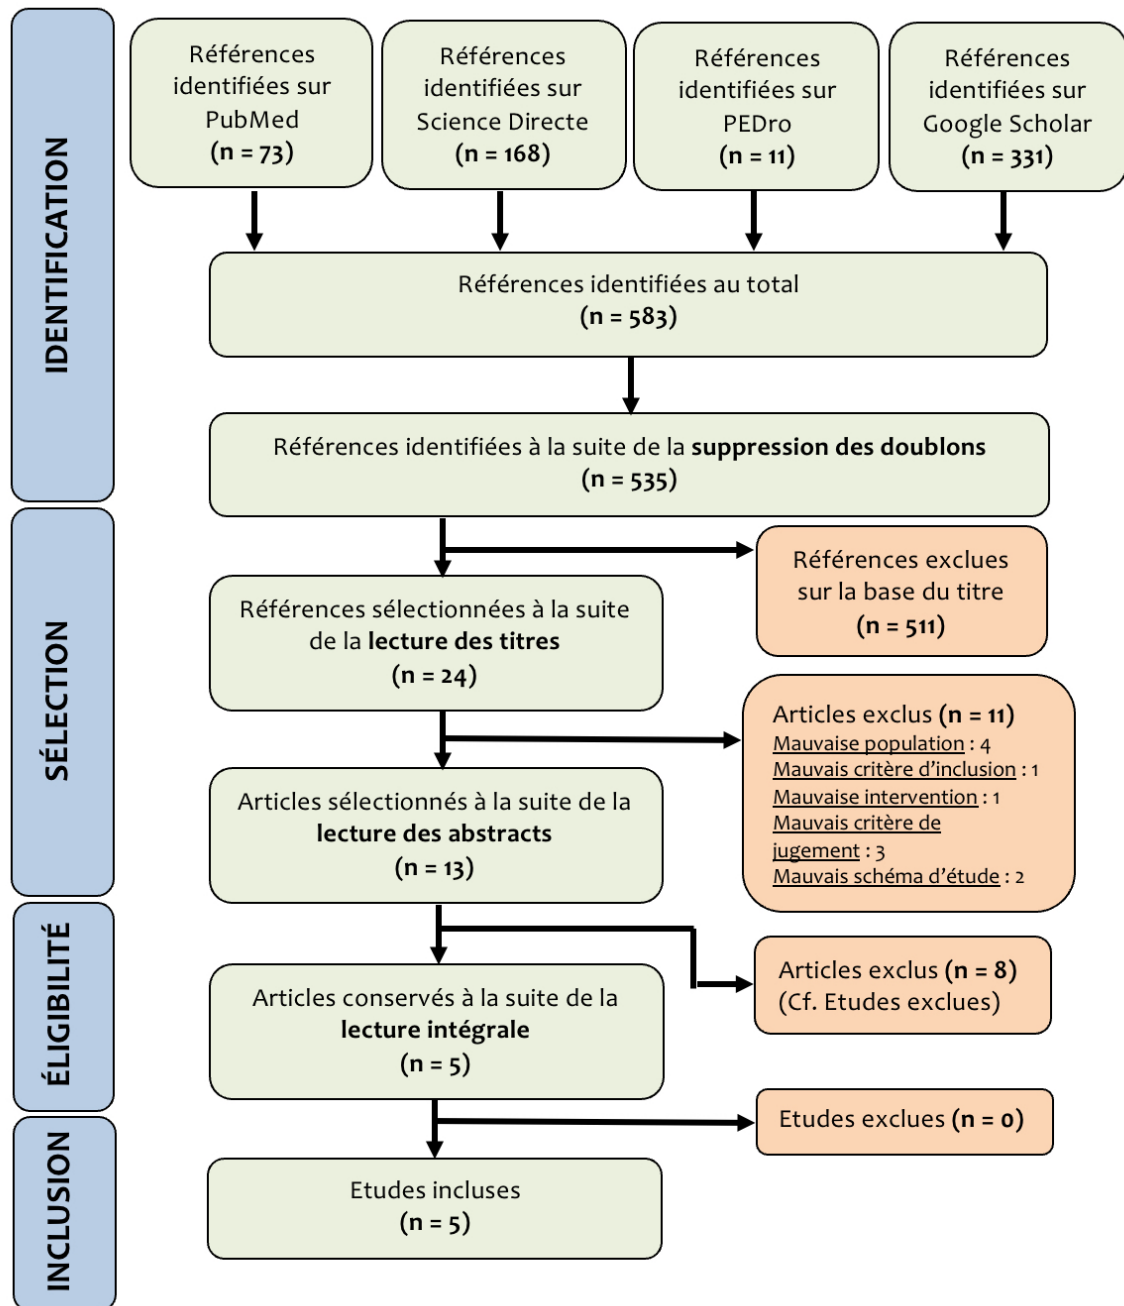 IDENTIFICATION
Références
identifiées sur
PubMed
(n = 73)
Références
identifiées sur
Science Directe
(n = 168)
Références
identifiées sur
PEDro
(n = 11)
Références
identifiées sur
Google Scholar
(n = 331)
Références identifiées au total
(n = 583)
Références identifiées à la suite de la suppression des doublons
(n = 535)
SÉLECTION
Références exclues
sur la base du titre
(n = 511)
Références sélectionnées à la suite
de la lecture des titres
(n = 24)
Articles exclus (n = 11)
Mauvaise population : 4
Mauvais critère d'inclusion : 1
Mauvaise intervention : 1
Mauvais critère de
jugement : 3
Mauvais schéma d'étude : 2
Articles sélectionnés à la suite de la
lecture des abstracts
(n = 13)
ÉLIGIBILITÉ
Articles exclus (n = 8)
(Cf. Etudes exclues)
Articles conservés à la suite de la
lecture intégrale
(n = 5)
INCLUSION
Etudes exclues (n = 0)
Etudes incluses
(n = 5)